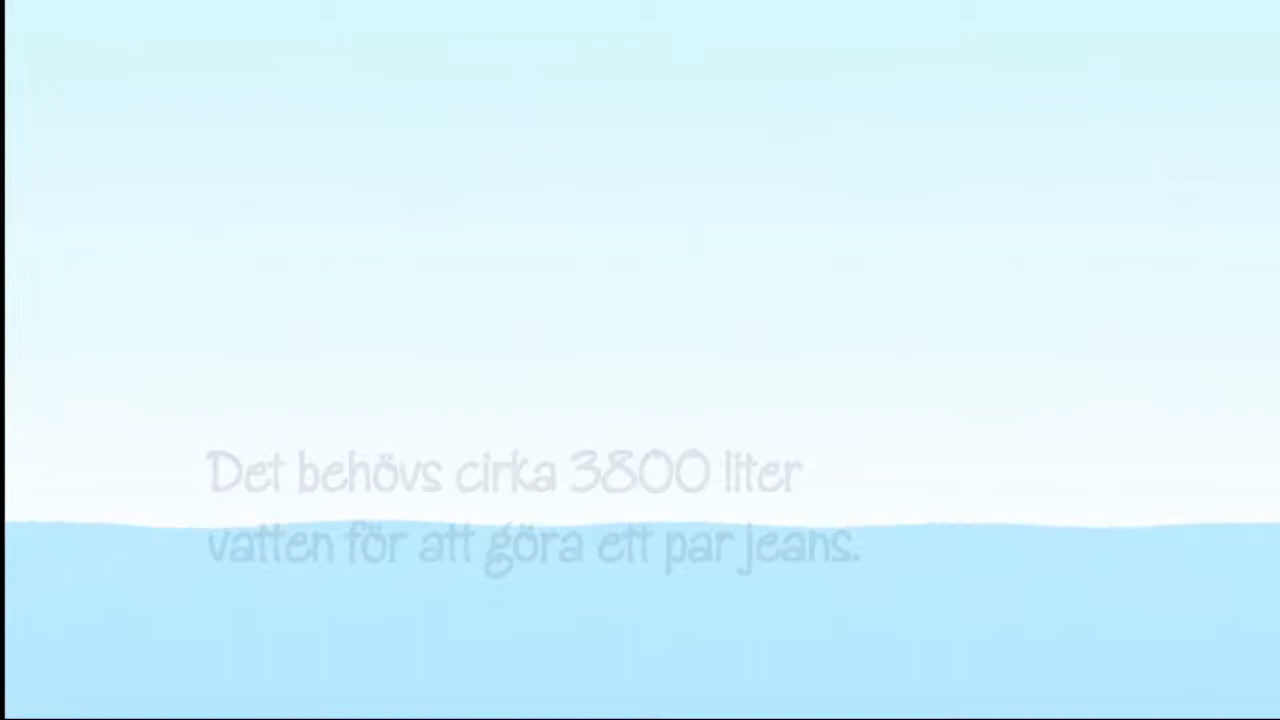 Det behövs cirka 3800 liter
vatten för att göra ett par jeans.